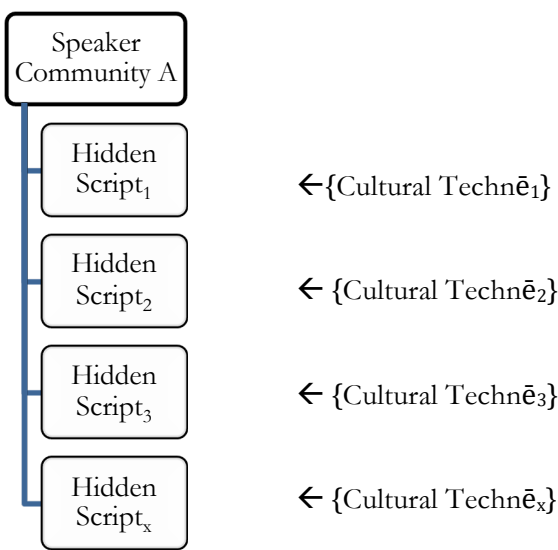 Speaker
Community A
Hidden
Script₁
←{Cultural Technē₁}
Hidden
Script₂
← {Cultural Technē₂}
Hidden
Script₃
← {Cultural Technē₃}
Hidden
Scriptₓ
← {Cultural Technēₓ}